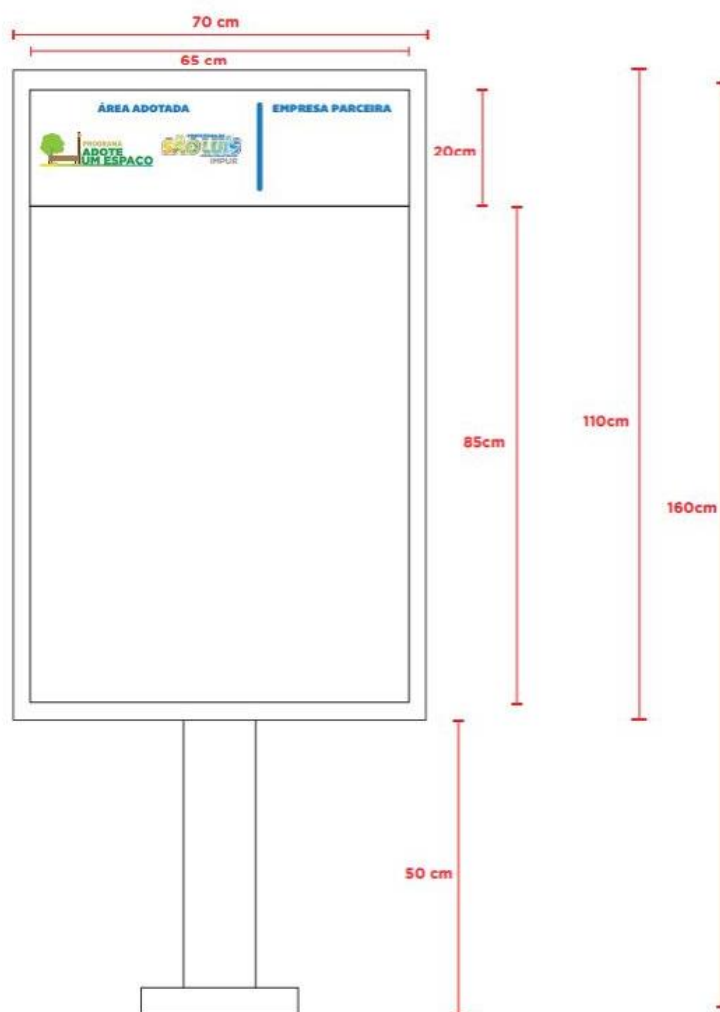 70 cm
65 cm
ÁREA ADOTADA
EMPRESA PARCEIRA
PROGRAMA
ADOTE
UM ESPAÇO
SÃO LUÍS
IMPUR
20cm
85cm
110cm
160cm
50 cm